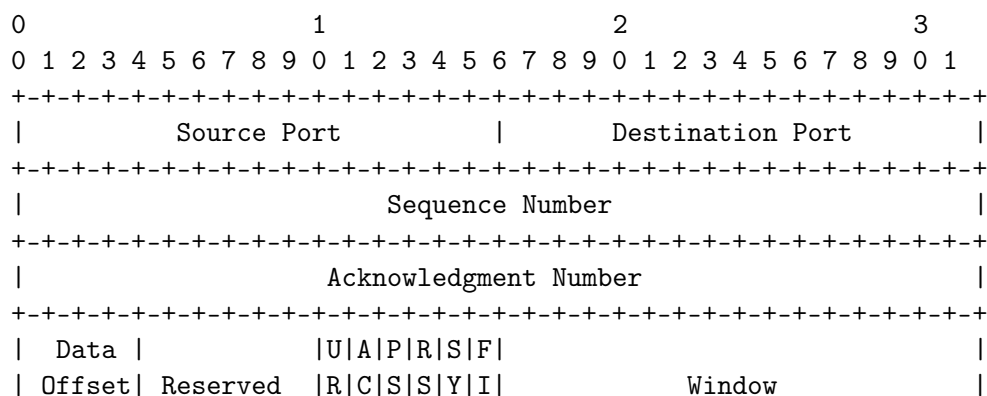 0                   1                   2                   3
0 1 2 3 4 5 6 7 8 9 0 1 2 3 4 5 6 7 8 9 0 1 2 3 4 5 6 7 8 9 0 1
+-+-+-+-+-+-+-+-+-+-+-+-+-+-+-+-+-+-+-+-+-+-+-+-+-+-+-+-+-+-+-+-+
|          Source Port          |       Destination Port        |
+-+-+-+-+-+-+-+-+-+-+-+-+-+-+-+-+-+-+-+-+-+-+-+-+-+-+-+-+-+-+-+-+
|                        Sequence Number                        |
+-+-+-+-+-+-+-+-+-+-+-+-+-+-+-+-+-+-+-+-+-+-+-+-+-+-+-+-+-+-+-+-+
|                    Acknowledgment Number                      |
+-+-+-+-+-+-+-+-+-+-+-+-+-+-+-+-+-+-+-+-+-+-+-+-+-+-+-+-+-+-+-+-+
|  Data |           |U|A|P|R|S|F|                               |
| Offset| Reserved  |R|C|S|S|Y|I|            Window             |